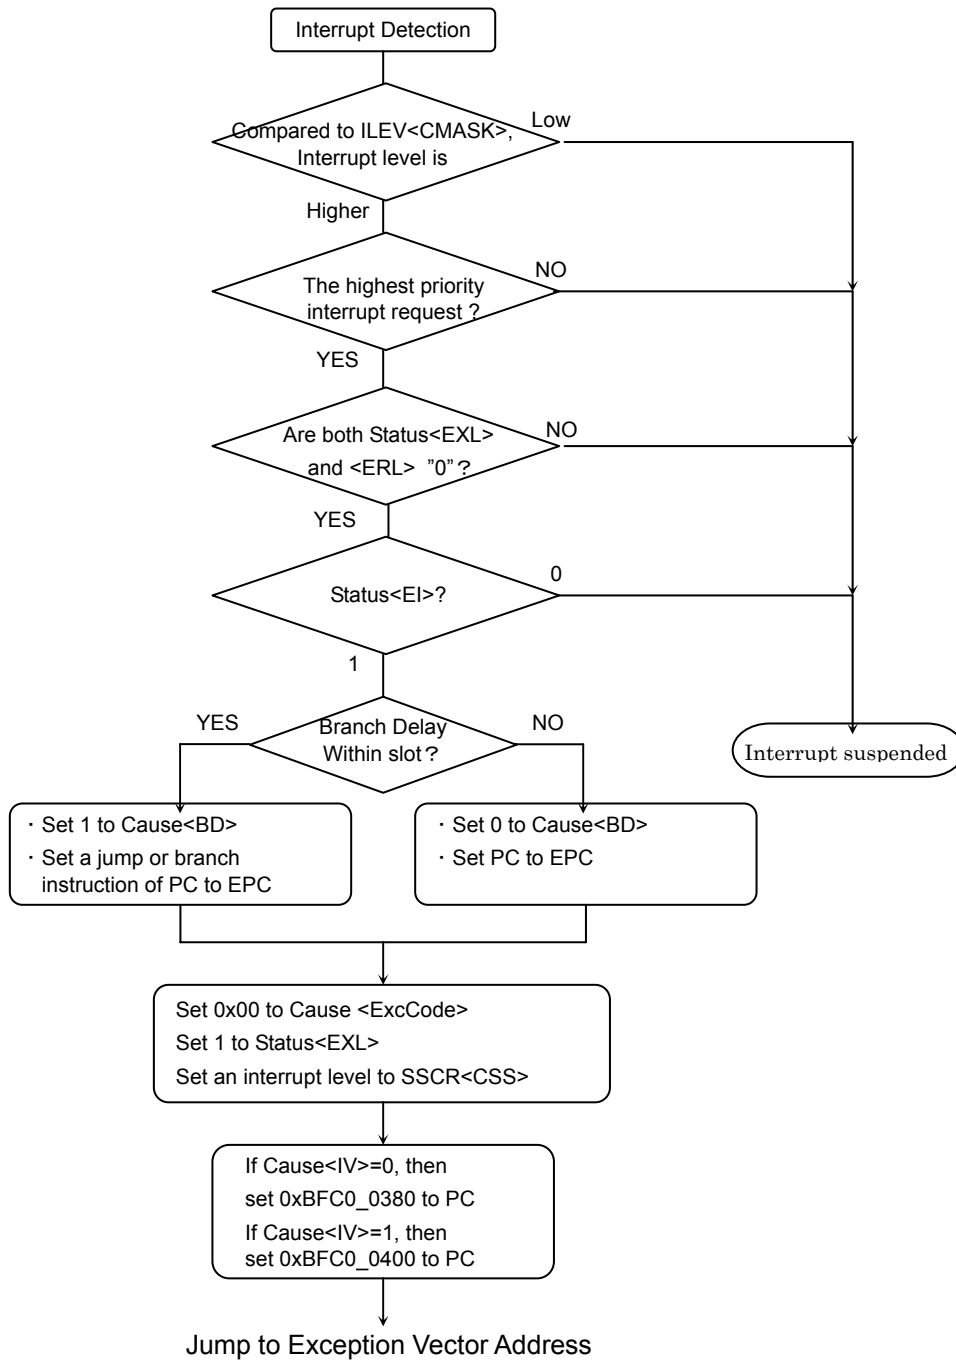 Interrupt Detection
Compared to ILEV<CMASK>,
Interrupt level is
Low
Higher
The highest priority
interrupt request ?
NO
YES
Are both Status<EXL>
and <ERL> ”0”?
NO
YES
Status<EI>?
0
1
Branch Delay
Within slot?
YES
NO
Interrupt suspended
・Set 1 to Cause<BD>
・Set a jump or branch
instruction of PC to EPC
・Set 0 to Cause<BD>
・Set PC to EPC
Set 0x00 to Cause <ExcCode>
Set 1 to Status<EXL>
Set an interrupt level to SSCR<CSS>
If Cause<IV>=0, then
set 0xBFC0_0380 to PC
If Cause<IV>=1, then
set 0xBFC0_0400 to PC
Jump to Exception Vector Address